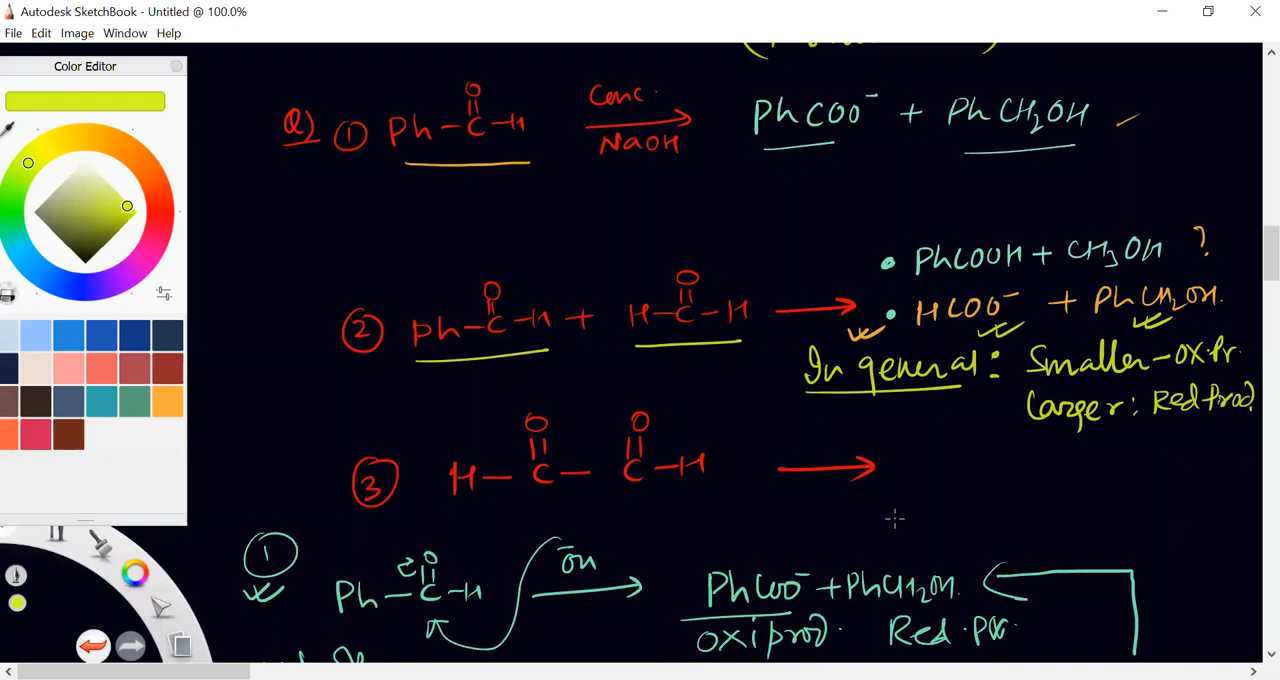 Autodesk SketchBook - Untitled @ 100.0%
File Edit Image Window Help
Color Editor
Q) ① Ph-C-H Conc. NaOH PhCOO⁻ + PhCH₂OH
O
• PhCOOH + CH₃OH ?
② Ph-C-H + H-C-H
O O
• HCOO⁻ + PhCH₂OH.
In general: Smaller-ox.Pr.
Larger: Red Prod.
③ H-C-C-H
O O
①
Ph-C-H
O
⁻OH
PhCOO⁻ + PhCH₂OH.
oxi prod. Red.